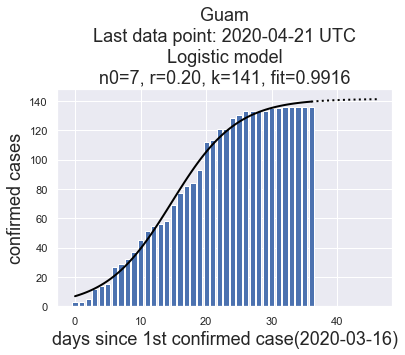 Guam
Last data point: 2020-04-21 UTC
Logistic model
n0=7, r=0.20, k=141, fit=0.9916
140
120
100
80
60
40
20
0
confirmed cases
0
10
20
30
40
days since 1st confirmed case(2020-03-16)